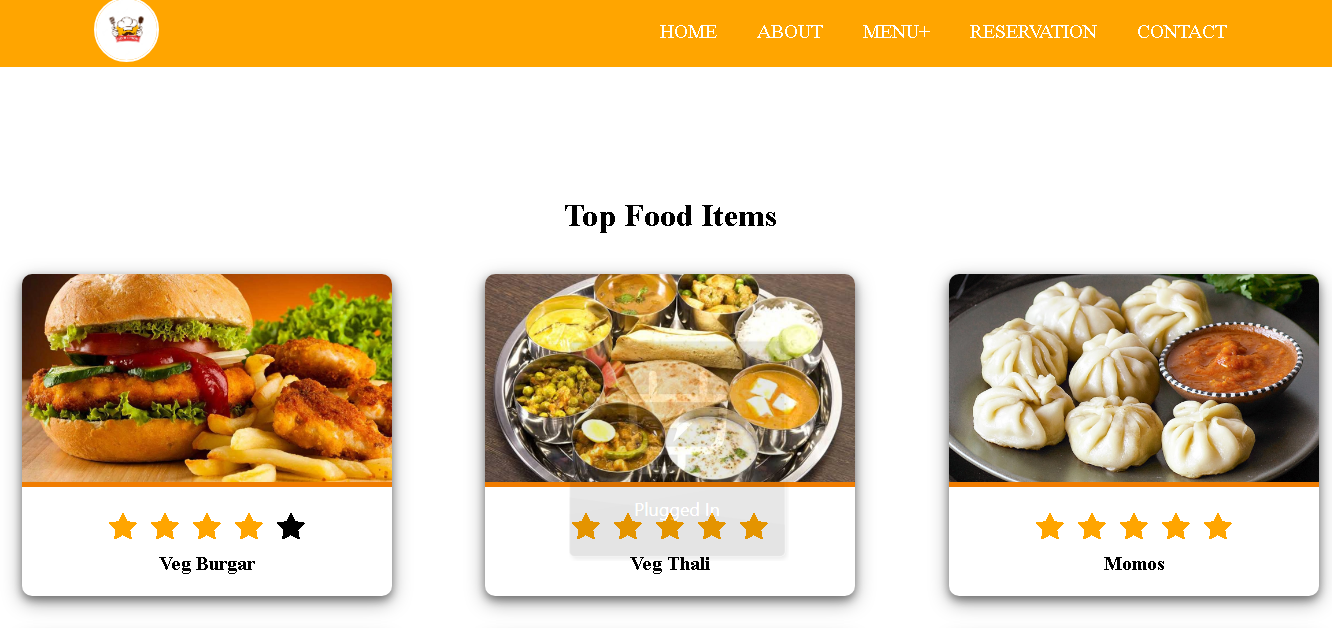 HOME ABOUT MENU+ RESERVATION CONTACT
Top Food Items
Plugged In
Veg Burgar
Veg Thali
Momos